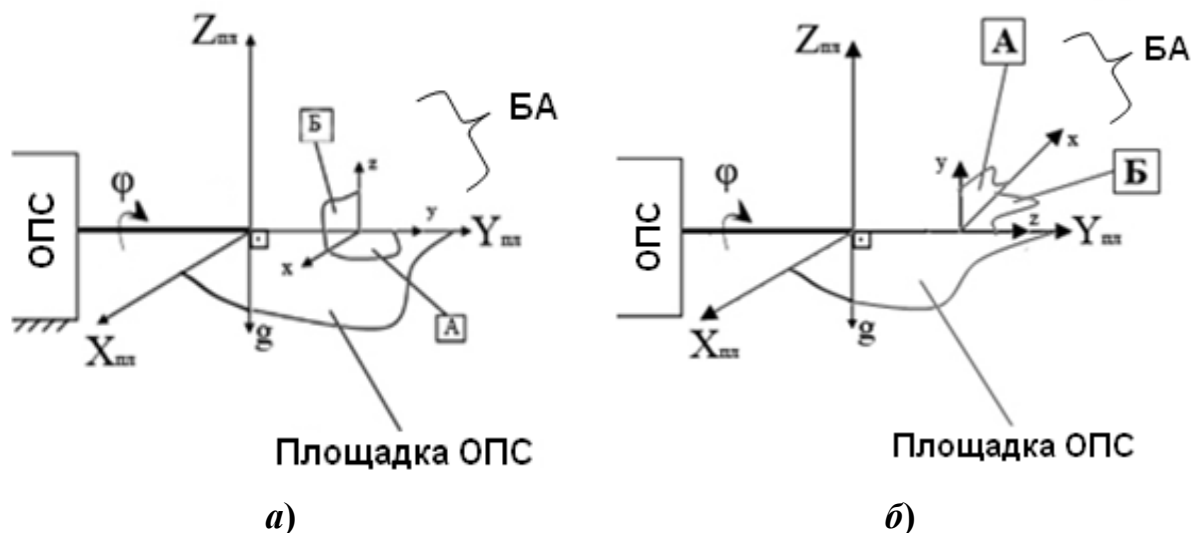 Zпл
Б
БА
z
ОПС
φ
y
Yпл
x
А
g
Xпл
Площадка ОПС
а)
Zпл
А
БА
x
y
Б
ОПС
φ
z
Yпл
g
Xпл
Площадка ОПС
б)